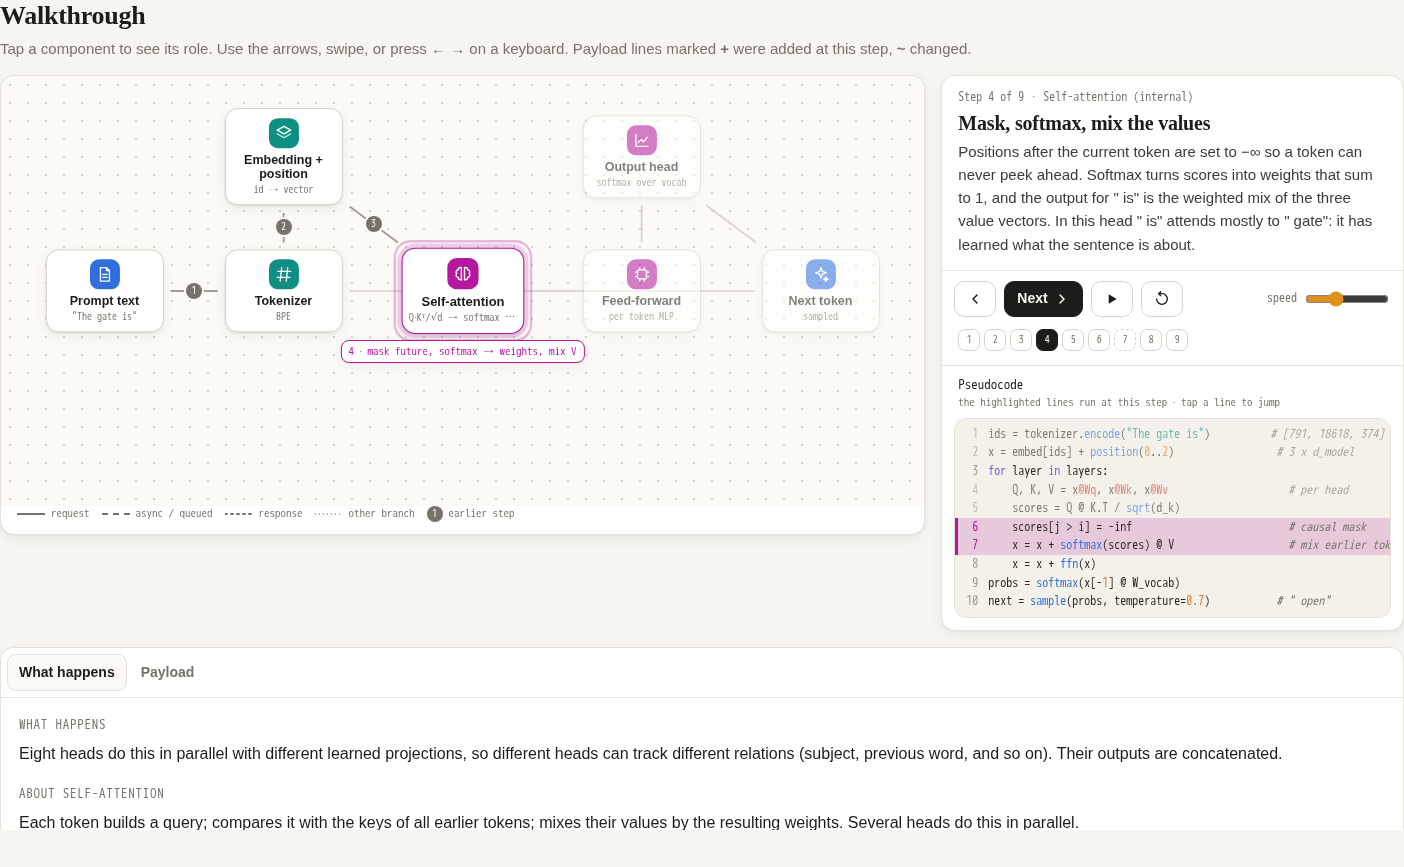 Walkthrough
Tap a component to see its role. Use the arrows, swipe, or press ← → on a keyboard. Payload lines marked + were added at this step, ~ changed.
Embedding +
position
id → vector
Output head
softmax over vocab
2
3
Prompt text
"The gate is"
1
Tokenizer
BPE
Self-attention
Q·Kᵀ/√d → softmax ⋯
Feed-forward
per token MLP
Next token
sampled
4 · mask future, softmax → weights, mix V
request
async / queued
response
other branch
1 earlier step
Step 4 of 9 · Self-attention (internal)
Mask, softmax, mix the values
Positions after the current token are set to −∞ so a token can
never peek ahead. Softmax turns scores into weights that sum
to 1, and the output for " is" is the weighted mix of the three
value vectors. In this head " is" attends mostly to " gate": it has
learned what the sentence is about.
Next
speed
1 2 3 4 5 6 7 8 9
Pseudocode
the highlighted lines run at this step · tap a line to jump
1 ids = tokenizer.encode("The gate is") # [791, 18618, 374]
2 x = embed[ids] + position(0..2) # 3 x d_model
3 for layer in layers:
4 Q, K, V = x@Wq, x@Wk, x@Wv # per head
5 scores = Q @ K.T / sqrt(d_k)
6 scores[j > i] = -inf # causal mask
7 x = x + softmax(scores) @ V # mix earlier tok
8 x = x + ffn(x)
9 probs = softmax(x[-1] @ W_vocab)
10 next = sample(probs, temperature=0.7) # " open"
What happens
Payload
WHAT HAPPENS
Eight heads do this in parallel with different learned projections, so different heads can track different relations (subject, previous word, and so on). Their outputs are concatenated.
ABOUT SELF-ATTENTION
Each token builds a query; compares it with the keys of all earlier tokens; mixes their values by the resulting weights. Several heads do this in parallel.